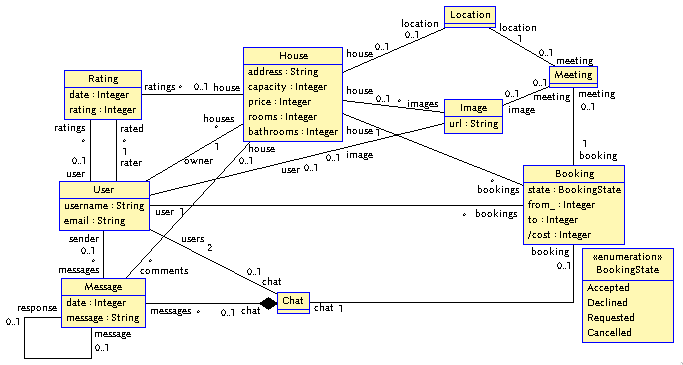 Location
location
0..1
location
1
house
0..1
meeting
0..1
House
address : String
capacity : Integer
price : Integer
rooms : Integer
bathrooms : Integer
Rating
date : Integer
rating : Integer
ratings *
0..1 house
house
0..1
* images
Image
url : String
0..1
image
Meeting
meeting
0..1
meeting
0..1
ratings
*
rated
*
houses
*
house
house 1
0..1
user
1
rater
1
owner
user 0..1
0..1
image
1
booking
User
username : String
email : String
user 1
*
bookings
* bookings
Booking
state : BookingState
from_ : Integer
to : Integer
/cost : Integer
sender
0..1
users
2
*
messages
*
comments
0..1
chat
booking
0..1
«enumeration»
BookingState
Accepted
Declined
Requested
Cancelled
Message
date : Integer
message : String
messages *
0..1 chat
Chat
chat 1
response
0..1
message
0..1